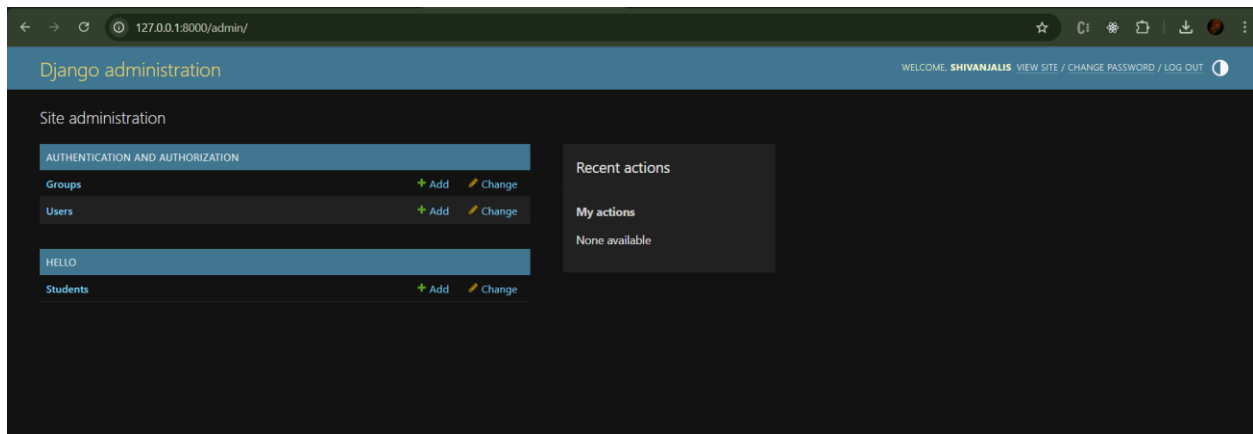 127.0.0.1:8000/admin/
Django administration
WELCOME, SHIVANJALIS. VIEW SITE / CHANGE PASSWORD / LOG OUT
Site administration
AUTHENTICATION AND AUTHORIZATION
Groups + Add Change
Users + Add Change
HELLO
Students + Add Change
Recent actions
My actions
None available